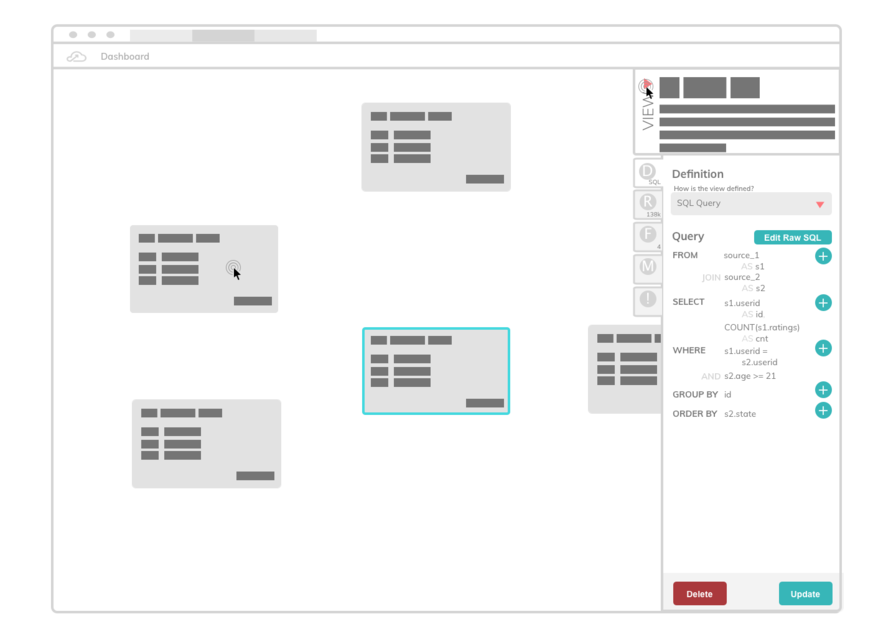 Dashboard
VIEW
D
SQL
R
138k
F
4
M
!
Definition
How is the view defined?
SQL Query
Query
Edit Raw SQL
FROM source_1
AS s1
JOIN source_2
AS s2
SELECT s1.userid
AS id
COUNT(s1.ratings)
AS cnt
WHERE s1.userid =
s2.userid
AND s2.age >= 21
GROUP BY id
ORDER BY s2.state
Delete
Update